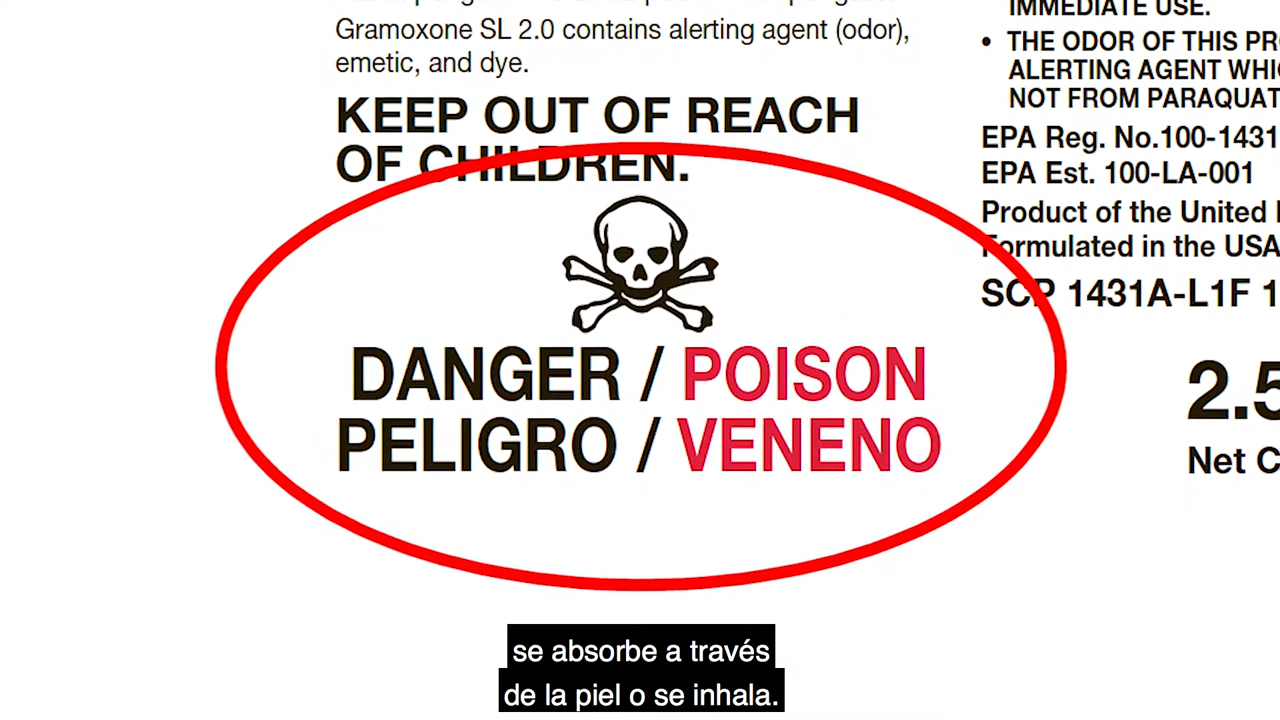 Gramoxone SL 2.0 contains alerting agent (odor),
emetic, and dye.
KEEP OUT OF REACH
OF CHILDREN.
DANGER / POISON
PELIGRO / VENENO
IMMEDIATE USE.
• THE ODOR OF THIS
ALERTING AGENT
NOT FROM PARAQUAT
EPA Reg. No.100-1431
EPA Est. 100-LA-001
Product of the United
Formulated in the USA
SCP 1431A-L1F 1
2.5
Net C
se absorbe a través
de la piel o se inhala.